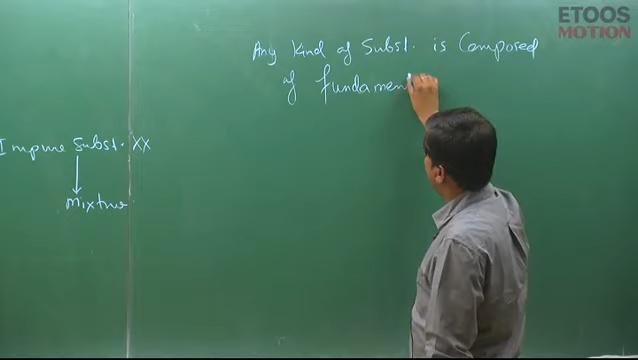 ETOOS
MOTION
Any Kind of Subst. is Composed
of fundamen
Impure Subst. XX
Mixture